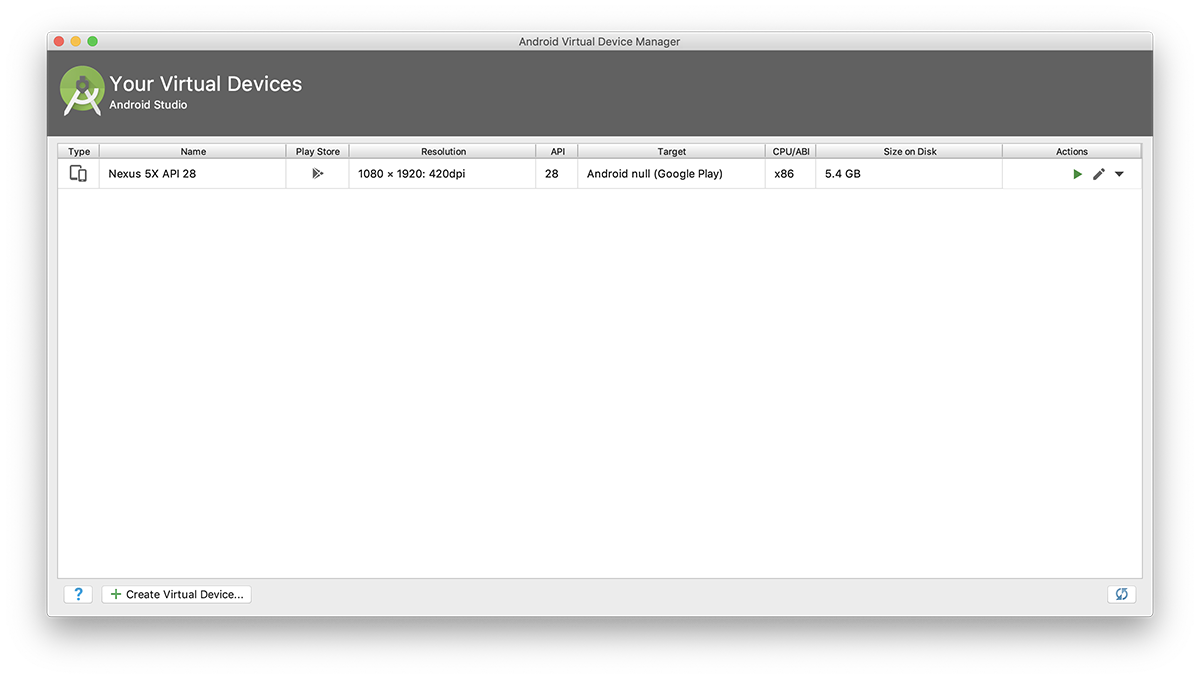 Android Virtual Device Manager
Your Virtual Devices
Android Studio
Type Name Play Store Resolution API Target CPU/ABI Size on Disk Actions
Nexus 5X API 28 1080 × 1920: 420dpi 28 Android null (Google Play) x86 5.4 GB
? Create Virtual Device...